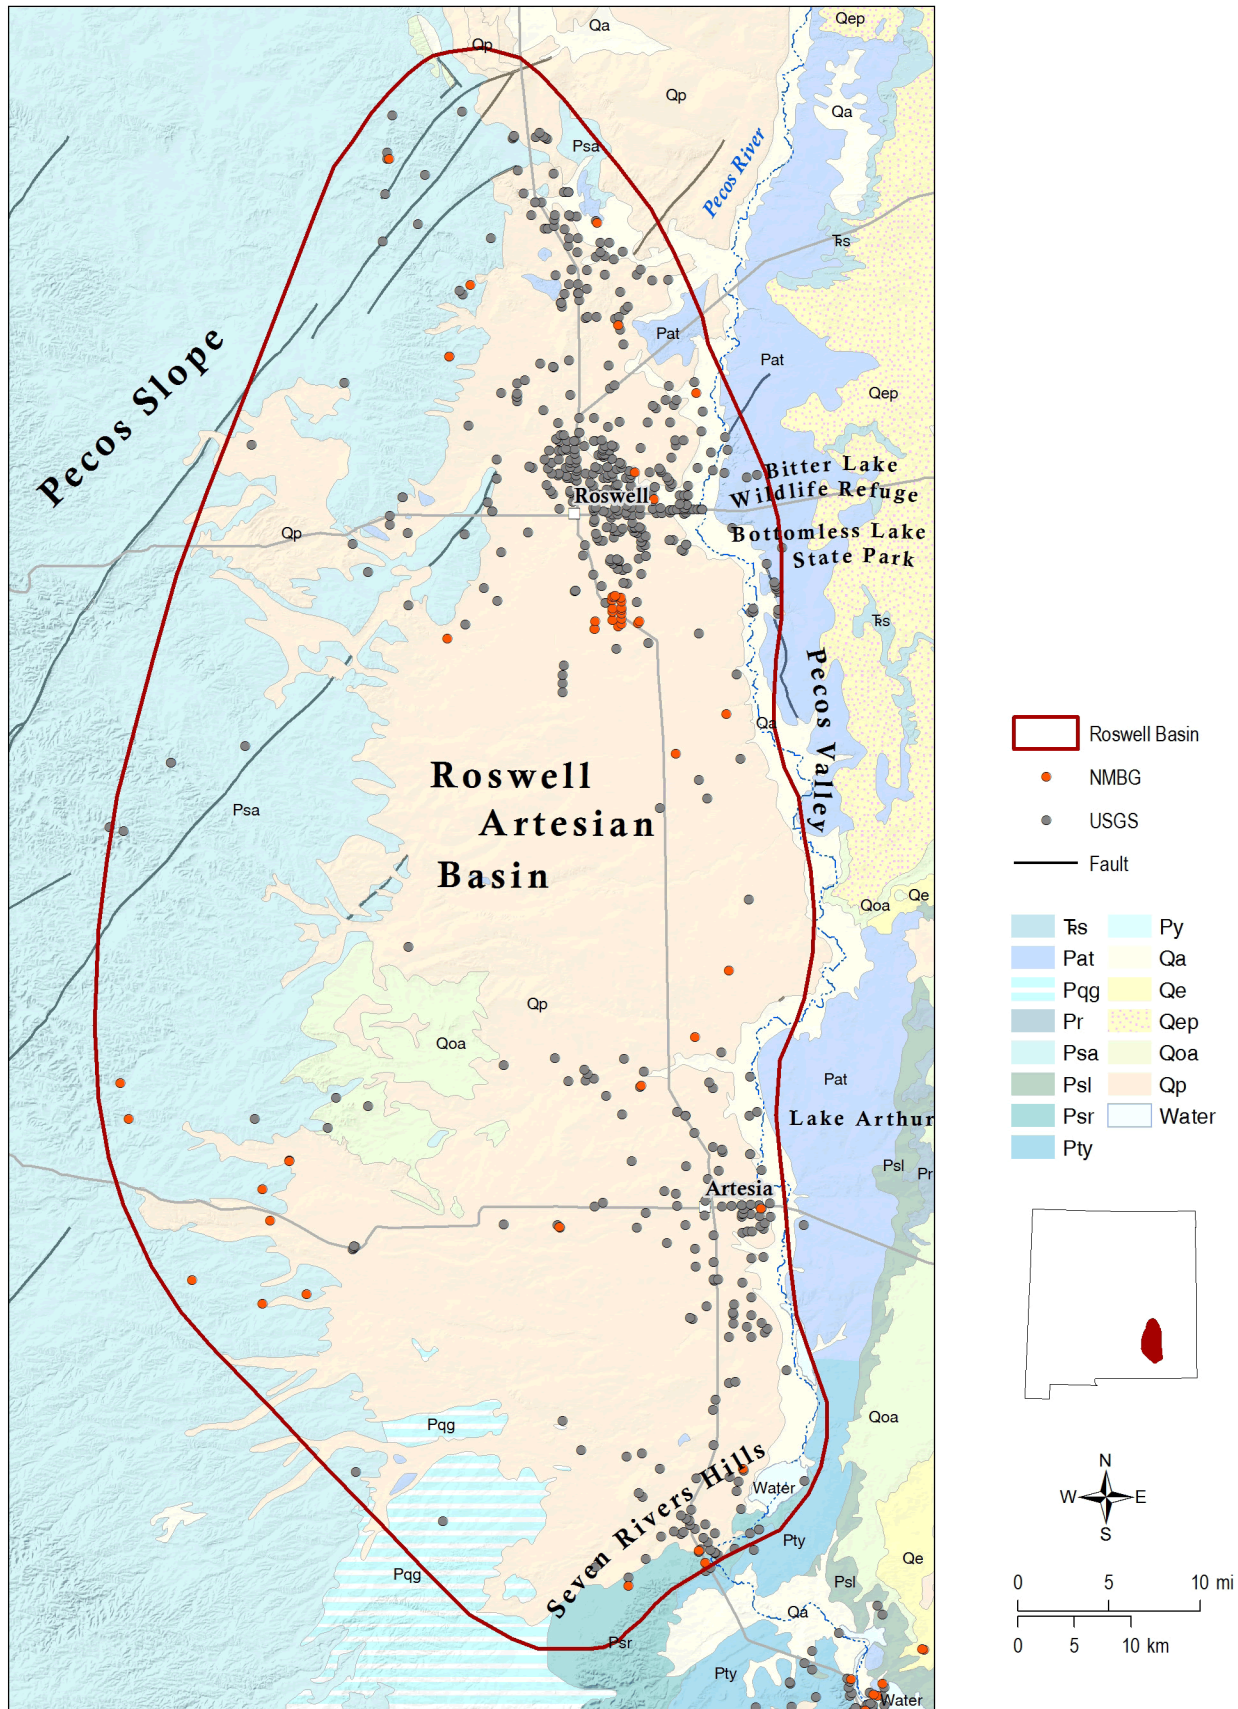 Qp
Qa
Qep
Qp
Qa
Psa
Pecos River
Ʀs
Pecos Slope
Pat
Pat
Qep
Bitter Lake
Wildlife Refuge
Roswell
Bottomless Lake
State Park
Qp
Ʀs
Pecos Valley
Qa
Roswell
Artesian
Basin
Psa
Qoa
Qe
Qp
Qoa
Pat
Lake Arthur
Psl
Pr
Artesia
Pqg
Qoa
Seven Rivers Hills
Water
Pty
Qe
Pqg
Psl
Qa
Psr
Pty
Water
Roswell Basin
NMBG
USGS
Fault
Ʀs Py
Pat Qa
Pqg Qe
Pr Qep
Psa Qoa
Psl Qp
Psr Water
Pty
N
W E
S
0 5 10 mi
0 5 10 km